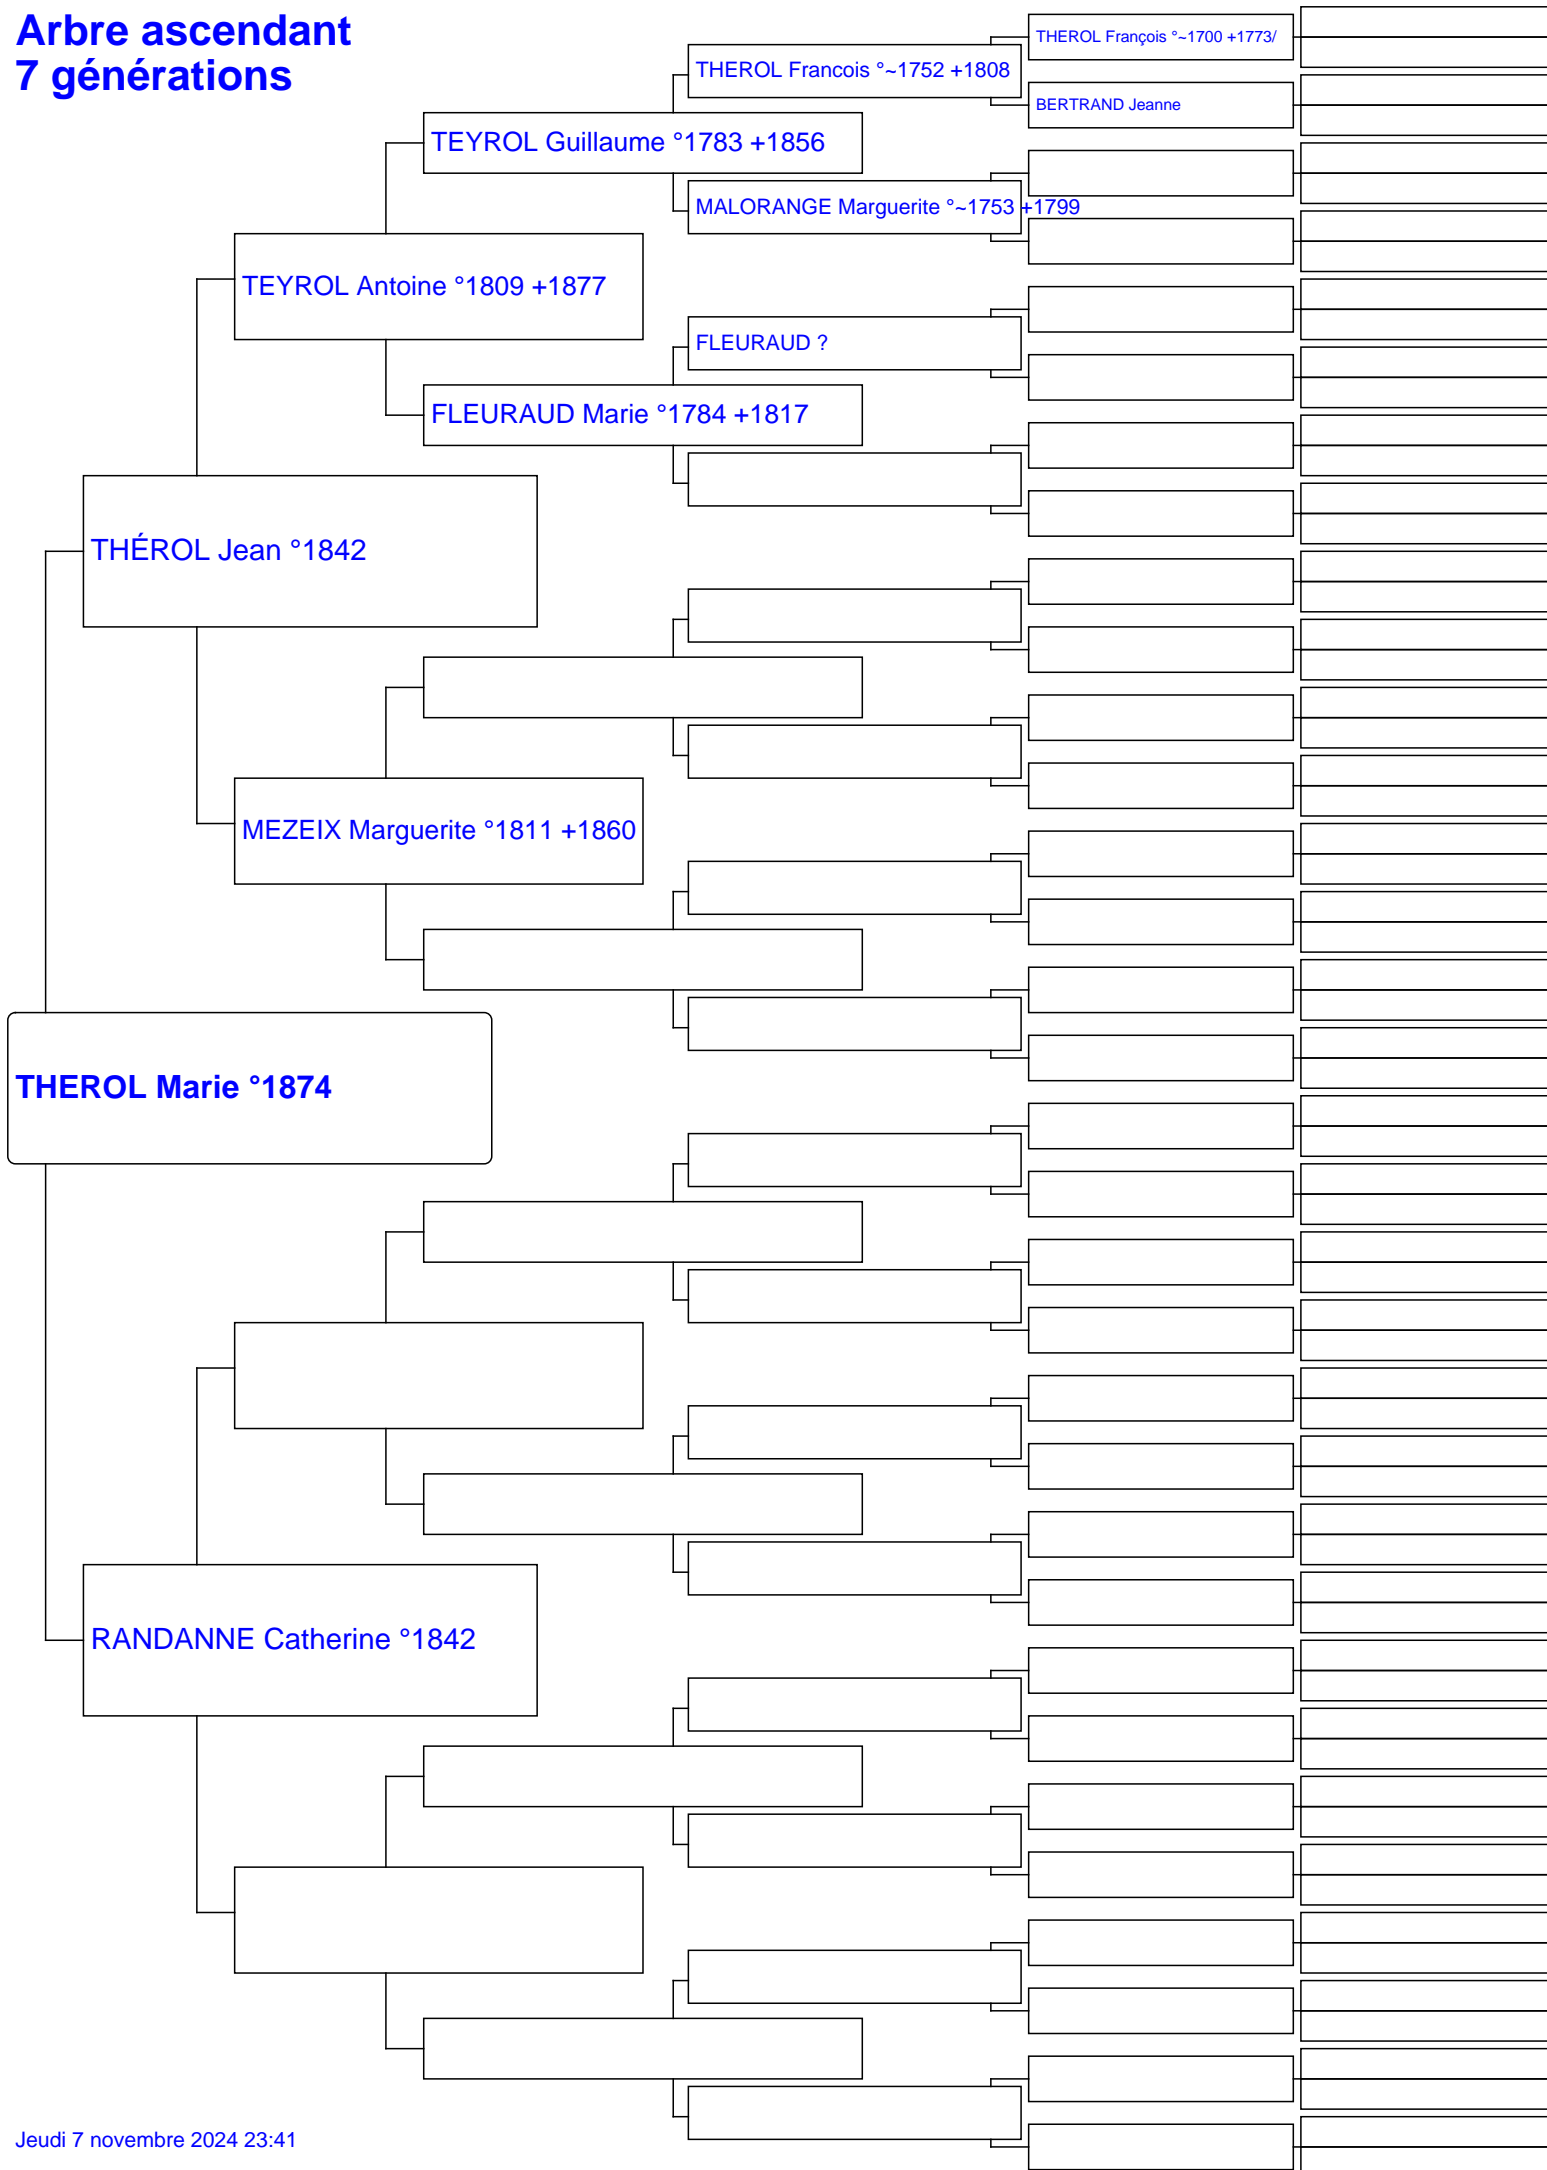 Arbre ascendant
7 générations
THEROL François °~1700 +1773/
THEROL Francois °~1752 +1808
BERTRAND Jeanne
TEYROL Guillaume °1783 +1856
MALORANGE Marguerite °~1753 +1799
TEYROL Antoine °1809 +1877
FLEURAUD ?
FLEURAUD Marie °1784 +1817
THÉROL Jean °1842
MEZEIX Marguerite °1811 +1860
THEROL Marie °1874
RANDANNE Catherine °1842
Jeudi 7 novembre 2024 23:41